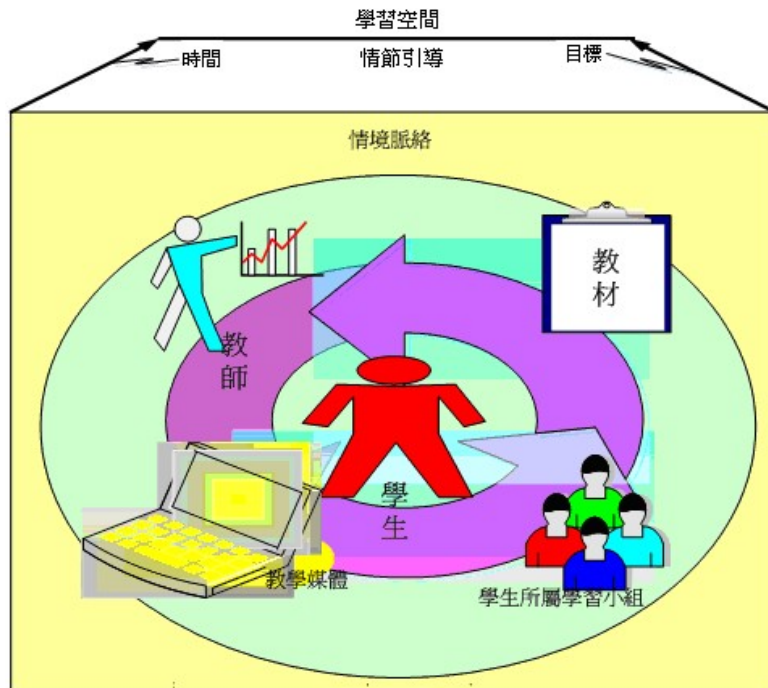 學習空間
時間
情節引導
目標
情境脈絡
教
材
教
師
學
生
教學媒體
學生所屬學習小組